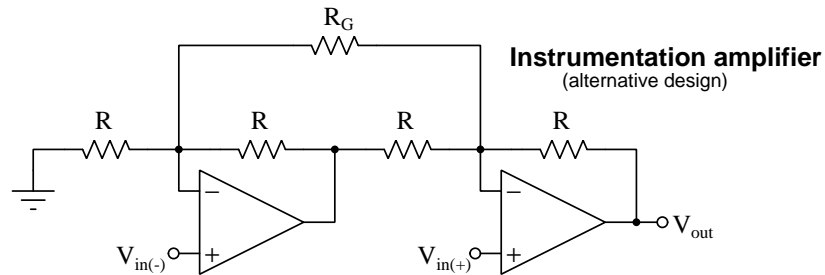 R_G
Instrumentation amplifier
(alternative design)
R R R R
− −
V_out
V_in(-) + V_in(+) +